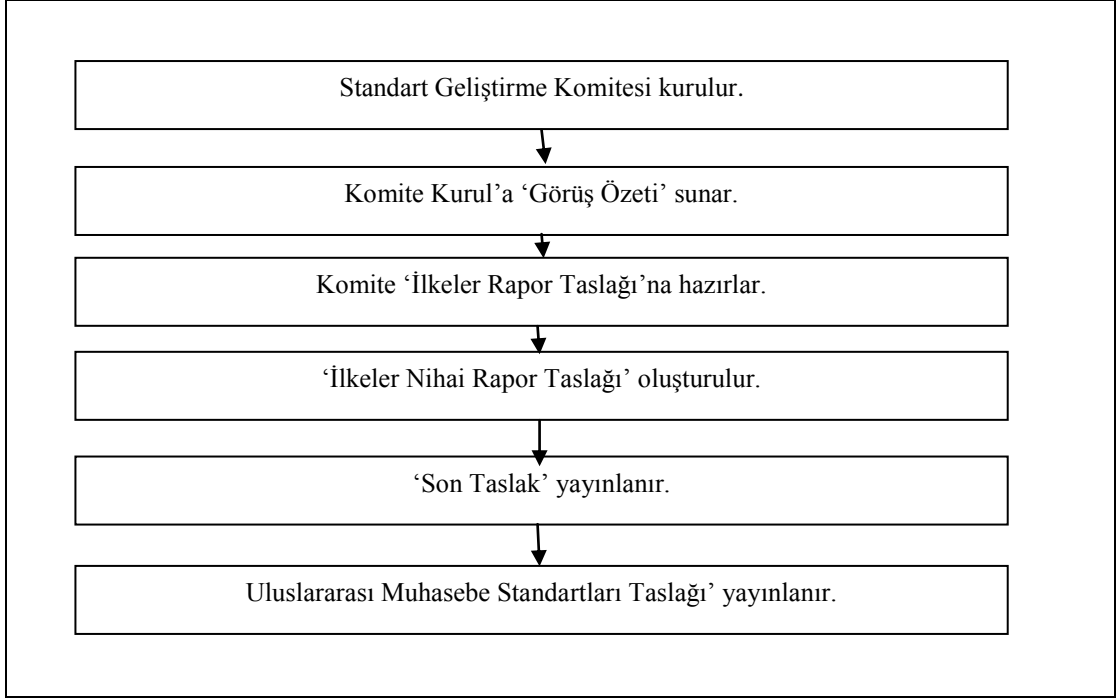 Standart Geliştirme Komitesi kurulur.
Komite Kurul’a ‘Görüş Özeti’ sunar.
Komite ‘İlkeler Rapor Taslağı’na hazırlar.
‘İlkeler Nihai Rapor Taslağı’ oluşturulur.
‘Son Taslak’ yayınlanır.
Uluslararası Muhasebe Standartları Taslağı’ yayınlanır.